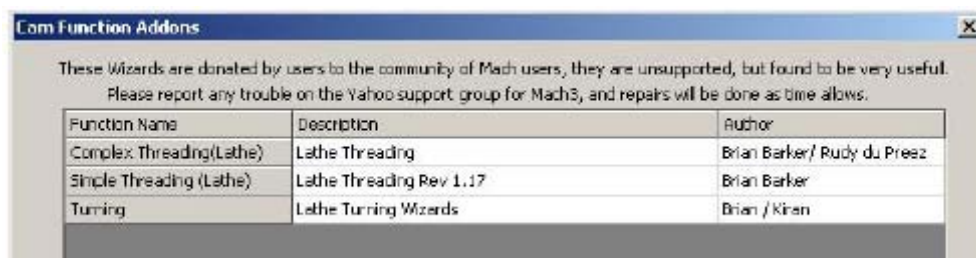 Cam Function Addons
These Wizards are donated by users to the community of Mach users, they are unsupported, but found to be very useful.
Please report any trouble on the Yahoo support group for Mach3, and repairs will be done as time allows.
Function Name Description Author
Complex Threading(Lathe) Lathe Threading Brian Barker/ Rudy du Preez
Simple Threading (Lathe) Lathe Threading Rev 1.17 Brian Barker
Turning Lathe Turning Wizards Brian / Kiran